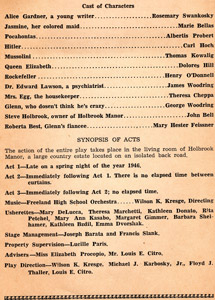 Cast of Characters
Alice Gardner, a young writer Rosemary Swankosky
Jasmine, her colored maid Marie Bellas
Pocahontas Albertis Probert
Hitler Carl Hoch
Mussolini Thomas Kowalig
Queen Elizabeth Dolores Hill
Rockefeller Henry O'Donnell
Dr. Edward Lawson, a psychiatrist James Woodring
Mrs. Egg, the housekeeper Theresa Choppa
Glenn, who doesn't think he's crazy George Woodring
Steve Holbrook, owner of Holbrook Manor John Bell
Roberta Best, Glenn's fiancee Mary Hester Feissner
SYNOPSIS OF ACTS
The action of the entire play takes place in the living room of Holbrook
Manor, a large country estate located on an isolated back road.
Act 1—Late on a spring night of the year 1946.
Act 2—Immediately following Act 1. There is no elapsed time between
curtains.
Act 3—Immediately following Act 2; no elapsed time.
Music—Freeland High School Orchestra—Wilson K. Kresge, Directing
Usherettes—Mary DeLucca, Theresa Marchetti, Kathleen Donals, Rita
Petchel, Mary Ann Kasabo, Margaret Gimmer, Barbara Shel-
hamer, Kathleen Budil, Emma Dvorshak.
Stage Management—Joseph Barata and Francis Slank.
Property Supervision—Lucille Paris.
Advisers—Miss Elizabeth Procopio, Mr. Louis E. Citro.
Play Direction—Wilson K. Kresge, Michael J. Karbosky, Jr., Floyd J.
Thaller, Louis E. Citro.